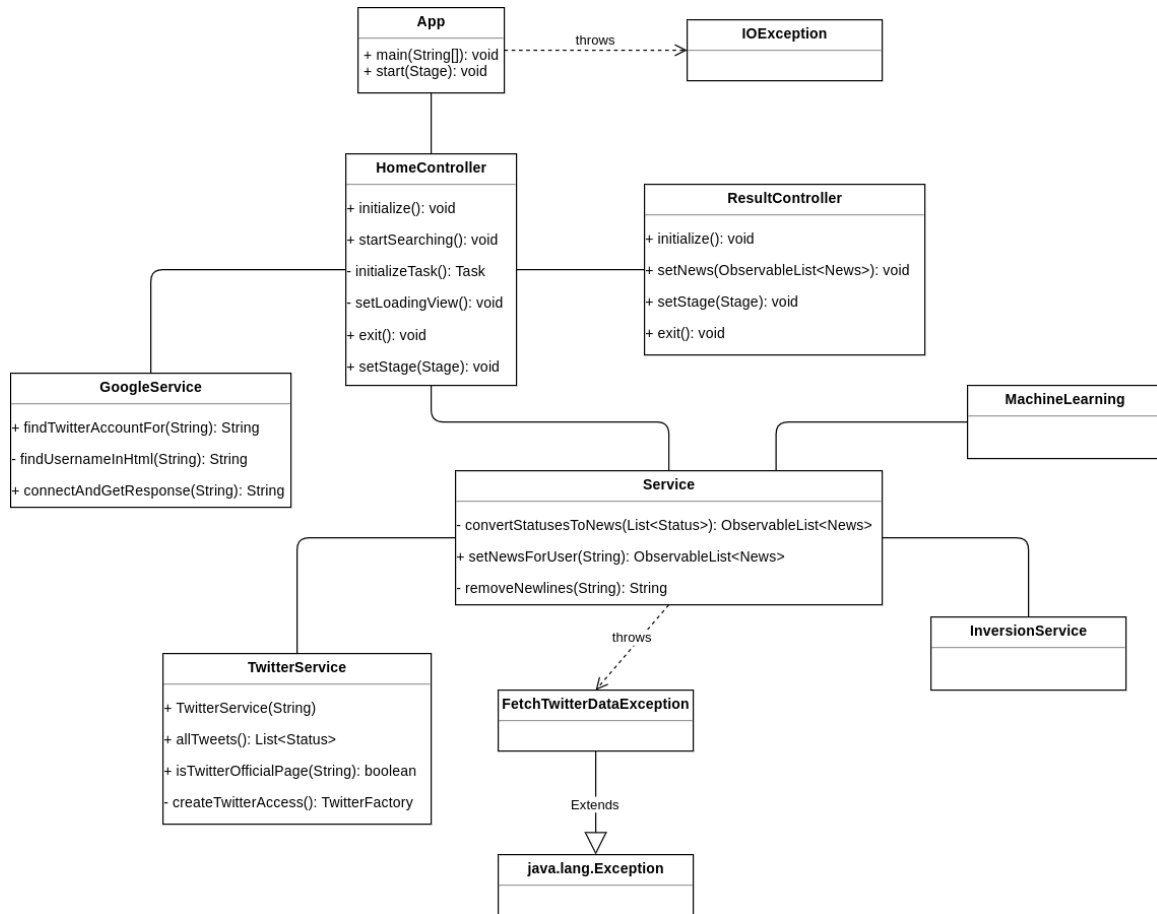 App
+ main(String[]): void
+ start(Stage): void
throws
IOException
HomeController
+ initialize(): void
+ startSearching(): void
- initializeTask(): Task
- setLoadingView(): void
+ exit(): void
+ setStage(Stage): void
ResultController
+ initialize(): void
+ setNews(ObservableList<News>): void
+ setStage(Stage): void
+ exit(): void
GoogleService
+ findTwitterAccountFor(String): String
- findUsernameInHtml(String): String
+ connectAndGetResponse(String): String
MachineLearning
Service
- convertStatusesToNews(List<Status>): ObservableList<News>
+ setNewsForUser(String): ObservableList<News>
- removeNewlines(String): String
throws
InversionService
TwitterService
+ TwitterService(String)
+ allTweets(): List<Status>
+ isTwitterOfficialPage(String): boolean
- createTwitterAccess(): TwitterFactory
FetchTwitterDataException
Extends
java.lang.Exception